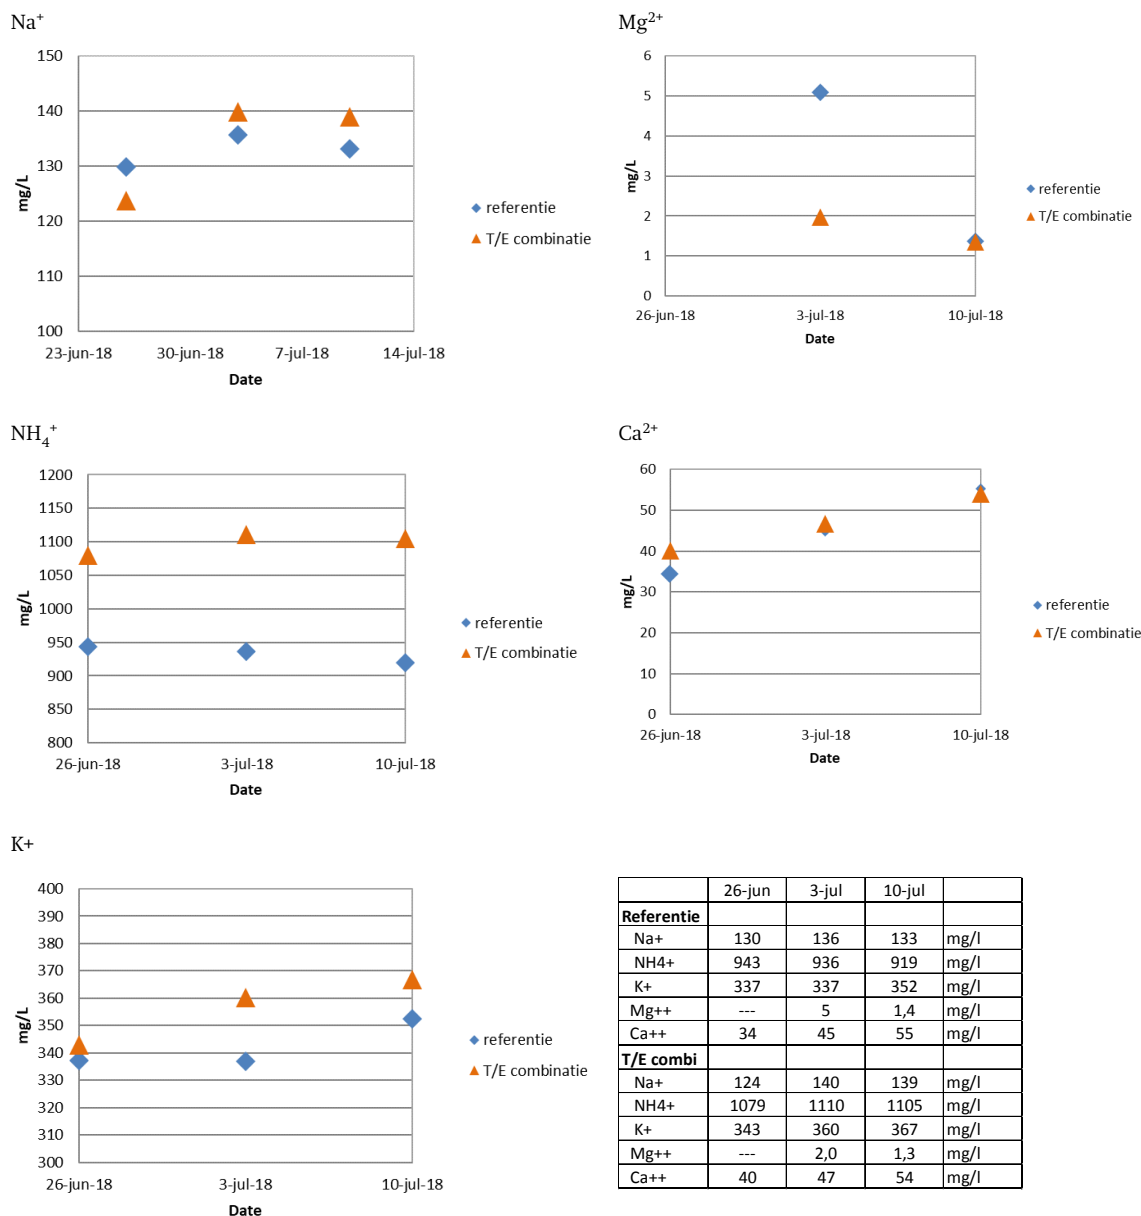 Na⁺
150
140
130
120
110
100
mg/L
23-jun-18 30-jun-18 7-jul-18 14-jul-18
Date
referentie
T/E combinatie
Mg²⁺
6
5
4
3
2
1
0
mg/L
26-jun-18 3-jul-18 10-jul-18
Date
referentie
T/E combinatie
NH₄⁺
1200
1150
1100
1050
1000
950
900
850
800
mg/L
26-jun-18 3-jul-18 10-jul-18
Date
referentie
T/E combinatie
Ca²⁺
60
50
40
30
20
10
0
mg/L
26-jun-18 3-jul-18 10-jul-18
Date
referentie
T/E combinatie
K+
400
390
380
370
360
350
340
330
320
310
300
mg/L
26-jun-18 3-jul-18 10-jul-18
Date
referentie
T/E combinatie
26-jun 3-jul 10-jul
Referentie
Na+ 130 136 133 mg/l
NH4+ 943 936 919 mg/l
K+ 337 337 352 mg/l
Mg++ --- 5 1,4 mg/l
Ca++ 34 45 55 mg/l
T/E combi
Na+ 124 140 139 mg/l
NH4+ 1079 1110 1105 mg/l
K+ 343 360 367 mg/l
Mg++ --- 2,0 1,3 mg/l
Ca++ 40 47 54 mg/l